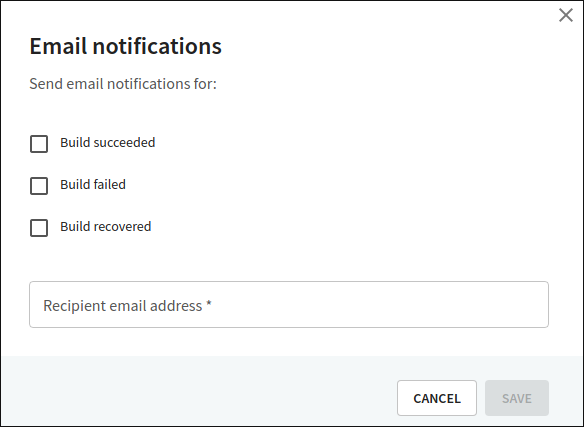 Email notifications
Send email notifications for:
Build succeeded
Build failed
Build recovered
Recipient email address *
CANCEL
SAVE